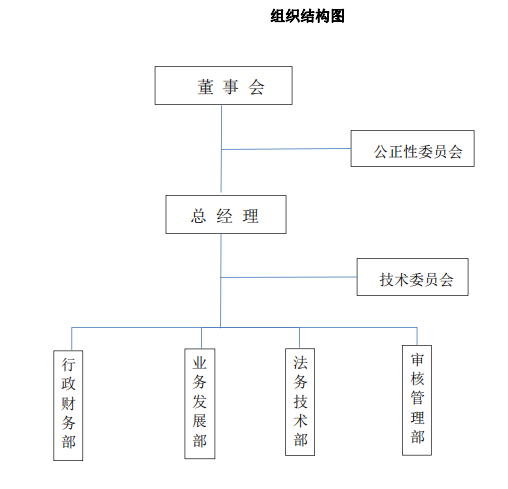 组织结构图
董事会
公正性委员会
总经理
技术委员会
行政财务部
业务发展部
法务技术部
审核管理部